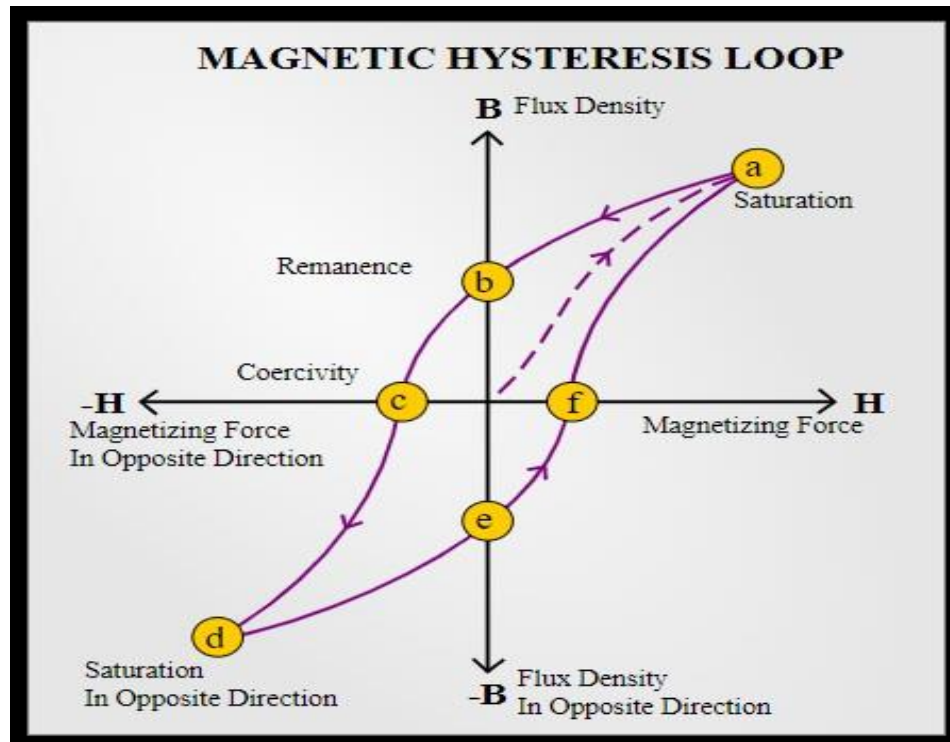 MAGNETIC HYSTERESIS LOOP
B Flux Density
a
Saturation
Remanence
b
Coercivity
-H
c
f
H
Magnetizing Force
In Opposite Direction
Magnetizing Force
e
d
Saturation
In Opposite Direction
-B
Flux Density
In Opposite Direction